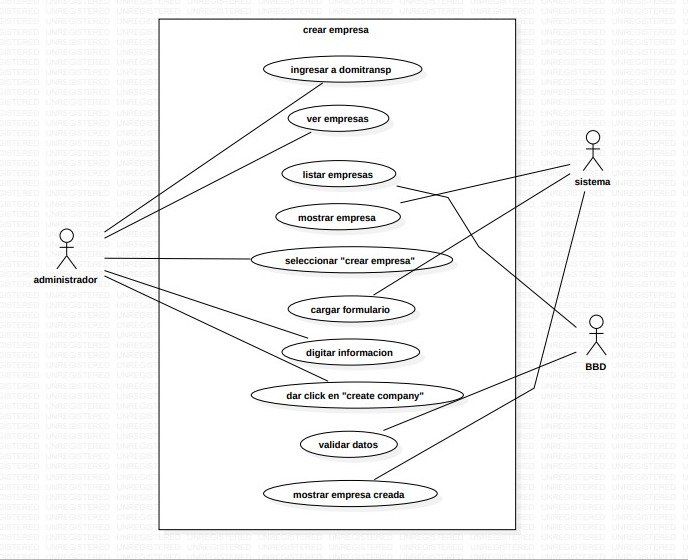 crear empresa
ingresar a domitransp
ver empresas
listar empresas
sistema
mostrar empresa
seleccionar "crear empresa"
administrador
cargar formulario
digitar informacion
BBD
dar click en "create company"
validar datos
mostrar empresa creada
UNREGISTERED